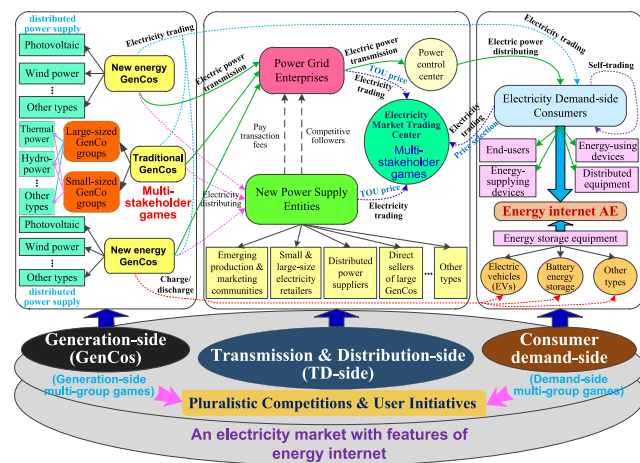 distributed
power supply
Photovoltaic
Wind power
Other types
New energy
GenCos
Thermal
power
Hydro-
power
Other
types
Large-sized
GenCo
groups
Small-sized
GenCo
groups
Traditional
GenCos
Multi-
stakeholder
games
Photovoltaic
Wind power
Other types
New energy
GenCos
distributed
power supply
Electricity trading
Electric power
transmission
Electricity
distributing
Charge/
discharge
Electricity trading
Power Grid
Enterprises
Electric power
transmission
Power
control
center
TOU price
Electricity
trading
Pay
transaction
fees
Competitive
followers
Electricity
Market Trading
Center
Multi-
stakeholder
games
New Power Supply
Entities
TOU price
Electricity
trading
Emerging
production &
marketing
communities
Small &
large-size
electricity
retailers
Distributed
power
suppliers
Direct
sellers
of large
GenCos
Other
types
Electric power
distributing
Self-trading
Electricity Demand-side
Consumers
Electricity
trading
Price selection
End-users
Energy-using
devices
Energy-
supplying
devices
Distributed
equipment
Energy internet AE
Energy storage equipment
Electric
vehicles
(EVs)
Battery
energy
storage
Other
types
Generation-side
(GenCos)
Transmission & Distribution-side
(TD-side)
Consumer
demand-side
(Generation-side
multi-group games)
(Demand-side
multi-group games)
Pluralistic Competitions & User Initiatives
An electricity market with features of
energy internet